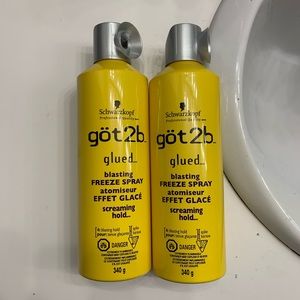 Schwarzkopf
göt2b
glued...
blasting
FREEZE SPRAY
atomiseur
EFFET GLACÉ
screaming
hold...
DANGER
340 g
Schwarzkopf
göt2b
glued...
blasting
FREEZE SPRAY
atomiseur
EFFET GLACÉ
screaming
hold...
DANGER
340 g